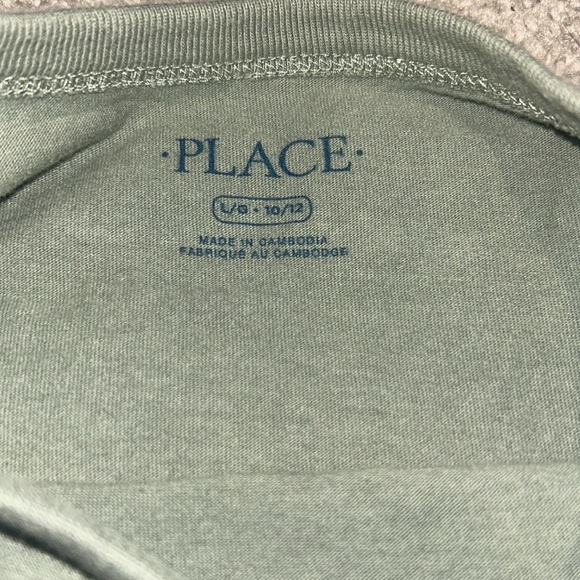 ·PLACE·
L/G • 10/12
MADE IN CAMBODIA
FABRIQUÉ AU CAMBODGE